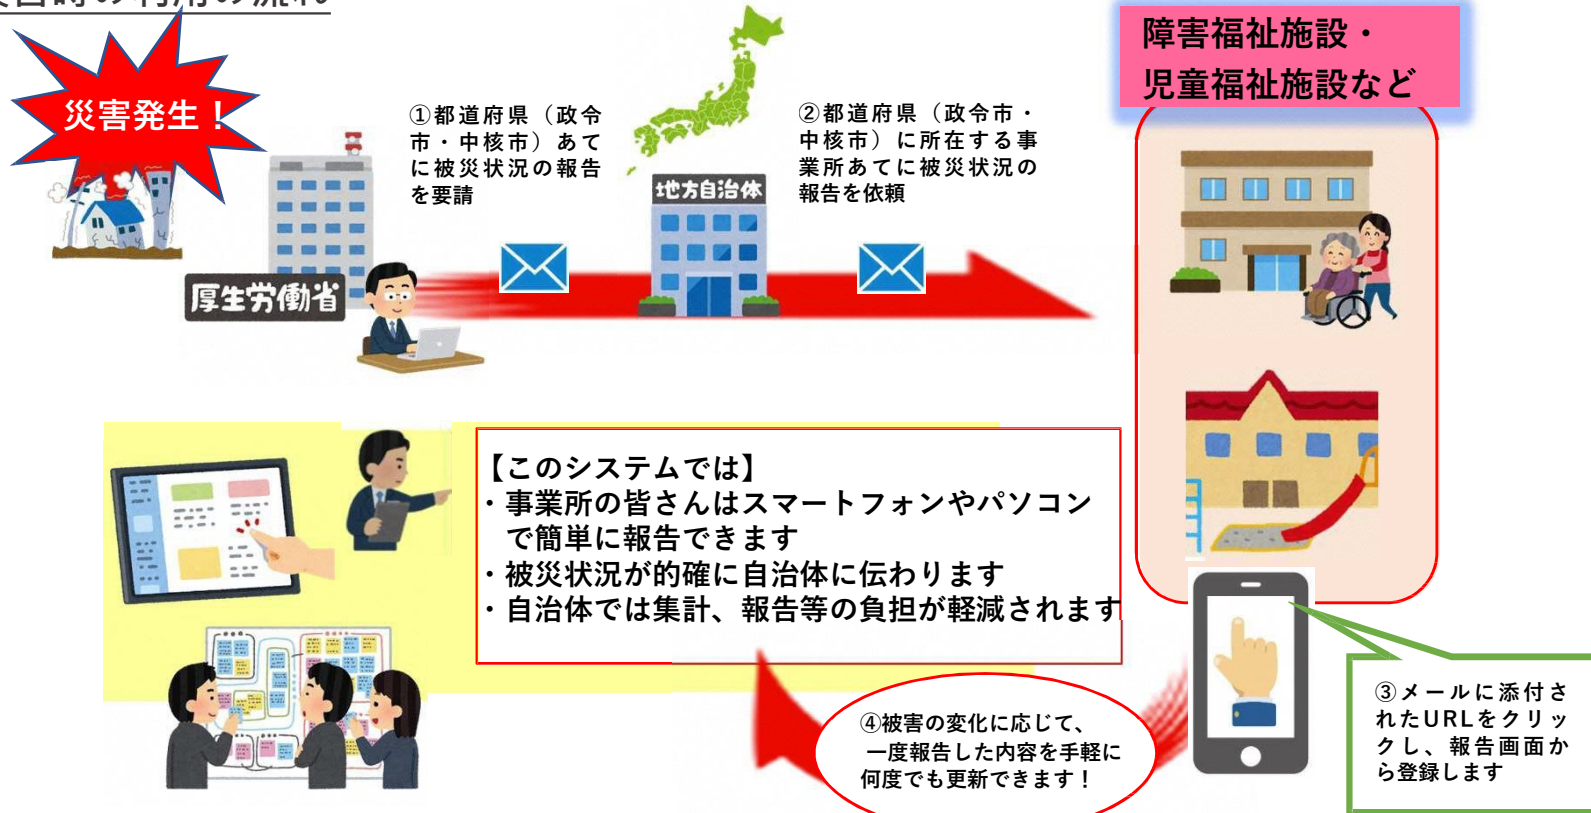 害時の利用の流れ
災害発生！
①都道府県（政令
市・中核市）あて
に被災状況の報告
を要請
②都道府県（政令市・
中核市）に所在する事
業所あてに被災状況の
報告を依頼
障害福祉施設・
児童福祉施設など
地方自治体
厚生労働省
【このシステムでは】
・事業所の皆さんはスマートフォンやパソコン
で簡単に報告できます
・被災状況が的確に自治体に伝わります
・自治体では集計、報告等の負担が軽減されます
③メールに添付さ
れたURLをクリッ
クし、報告画面か
ら登録します
④被害の変化に応じて、
一度報告した内容を手軽に
何度でも更新できます！